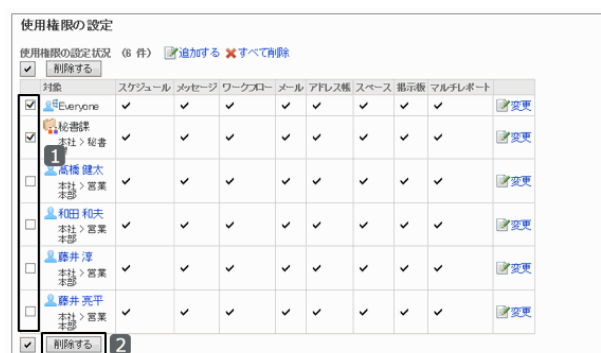 使用権限の設定
使用権限の設定状況 (6 件) 追加する すべて削除
削除する
対象 スケジュール メッセージ ワークフロー メール アドレス帳 スペース 掲示板 マルチレポート
Everyone 変更
秘書課
本社 > 秘書 変更
1
高橋 健太
本社 > 営業 変更
本部
和田 和夫
本社 > 営業 変更
本部
藤井 淳
本社 > 営業 変更
本部
藤井 亮平
本社 > 営業 変更
本部
削除する 2